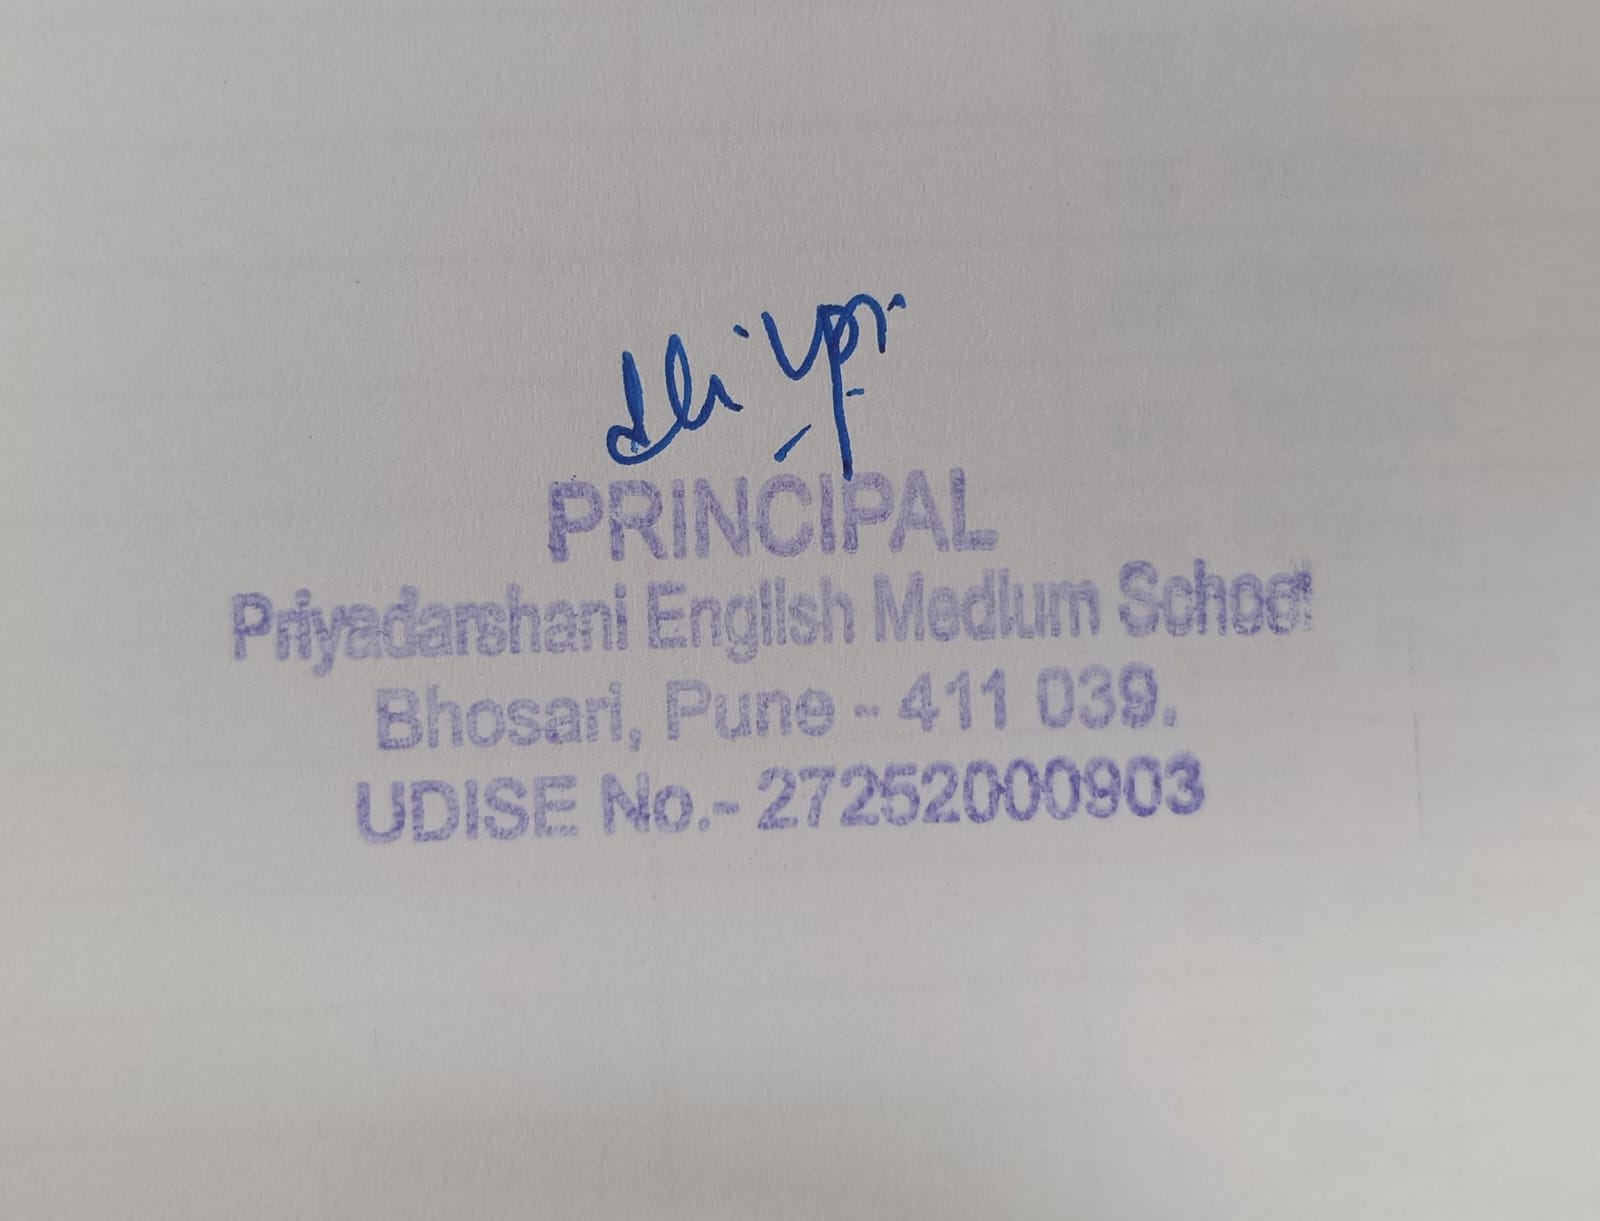 PRINCIPAL
Priyadarshani English Medium School
Bhosari, Pune - 411 039.
UDISE No.- 27252000903